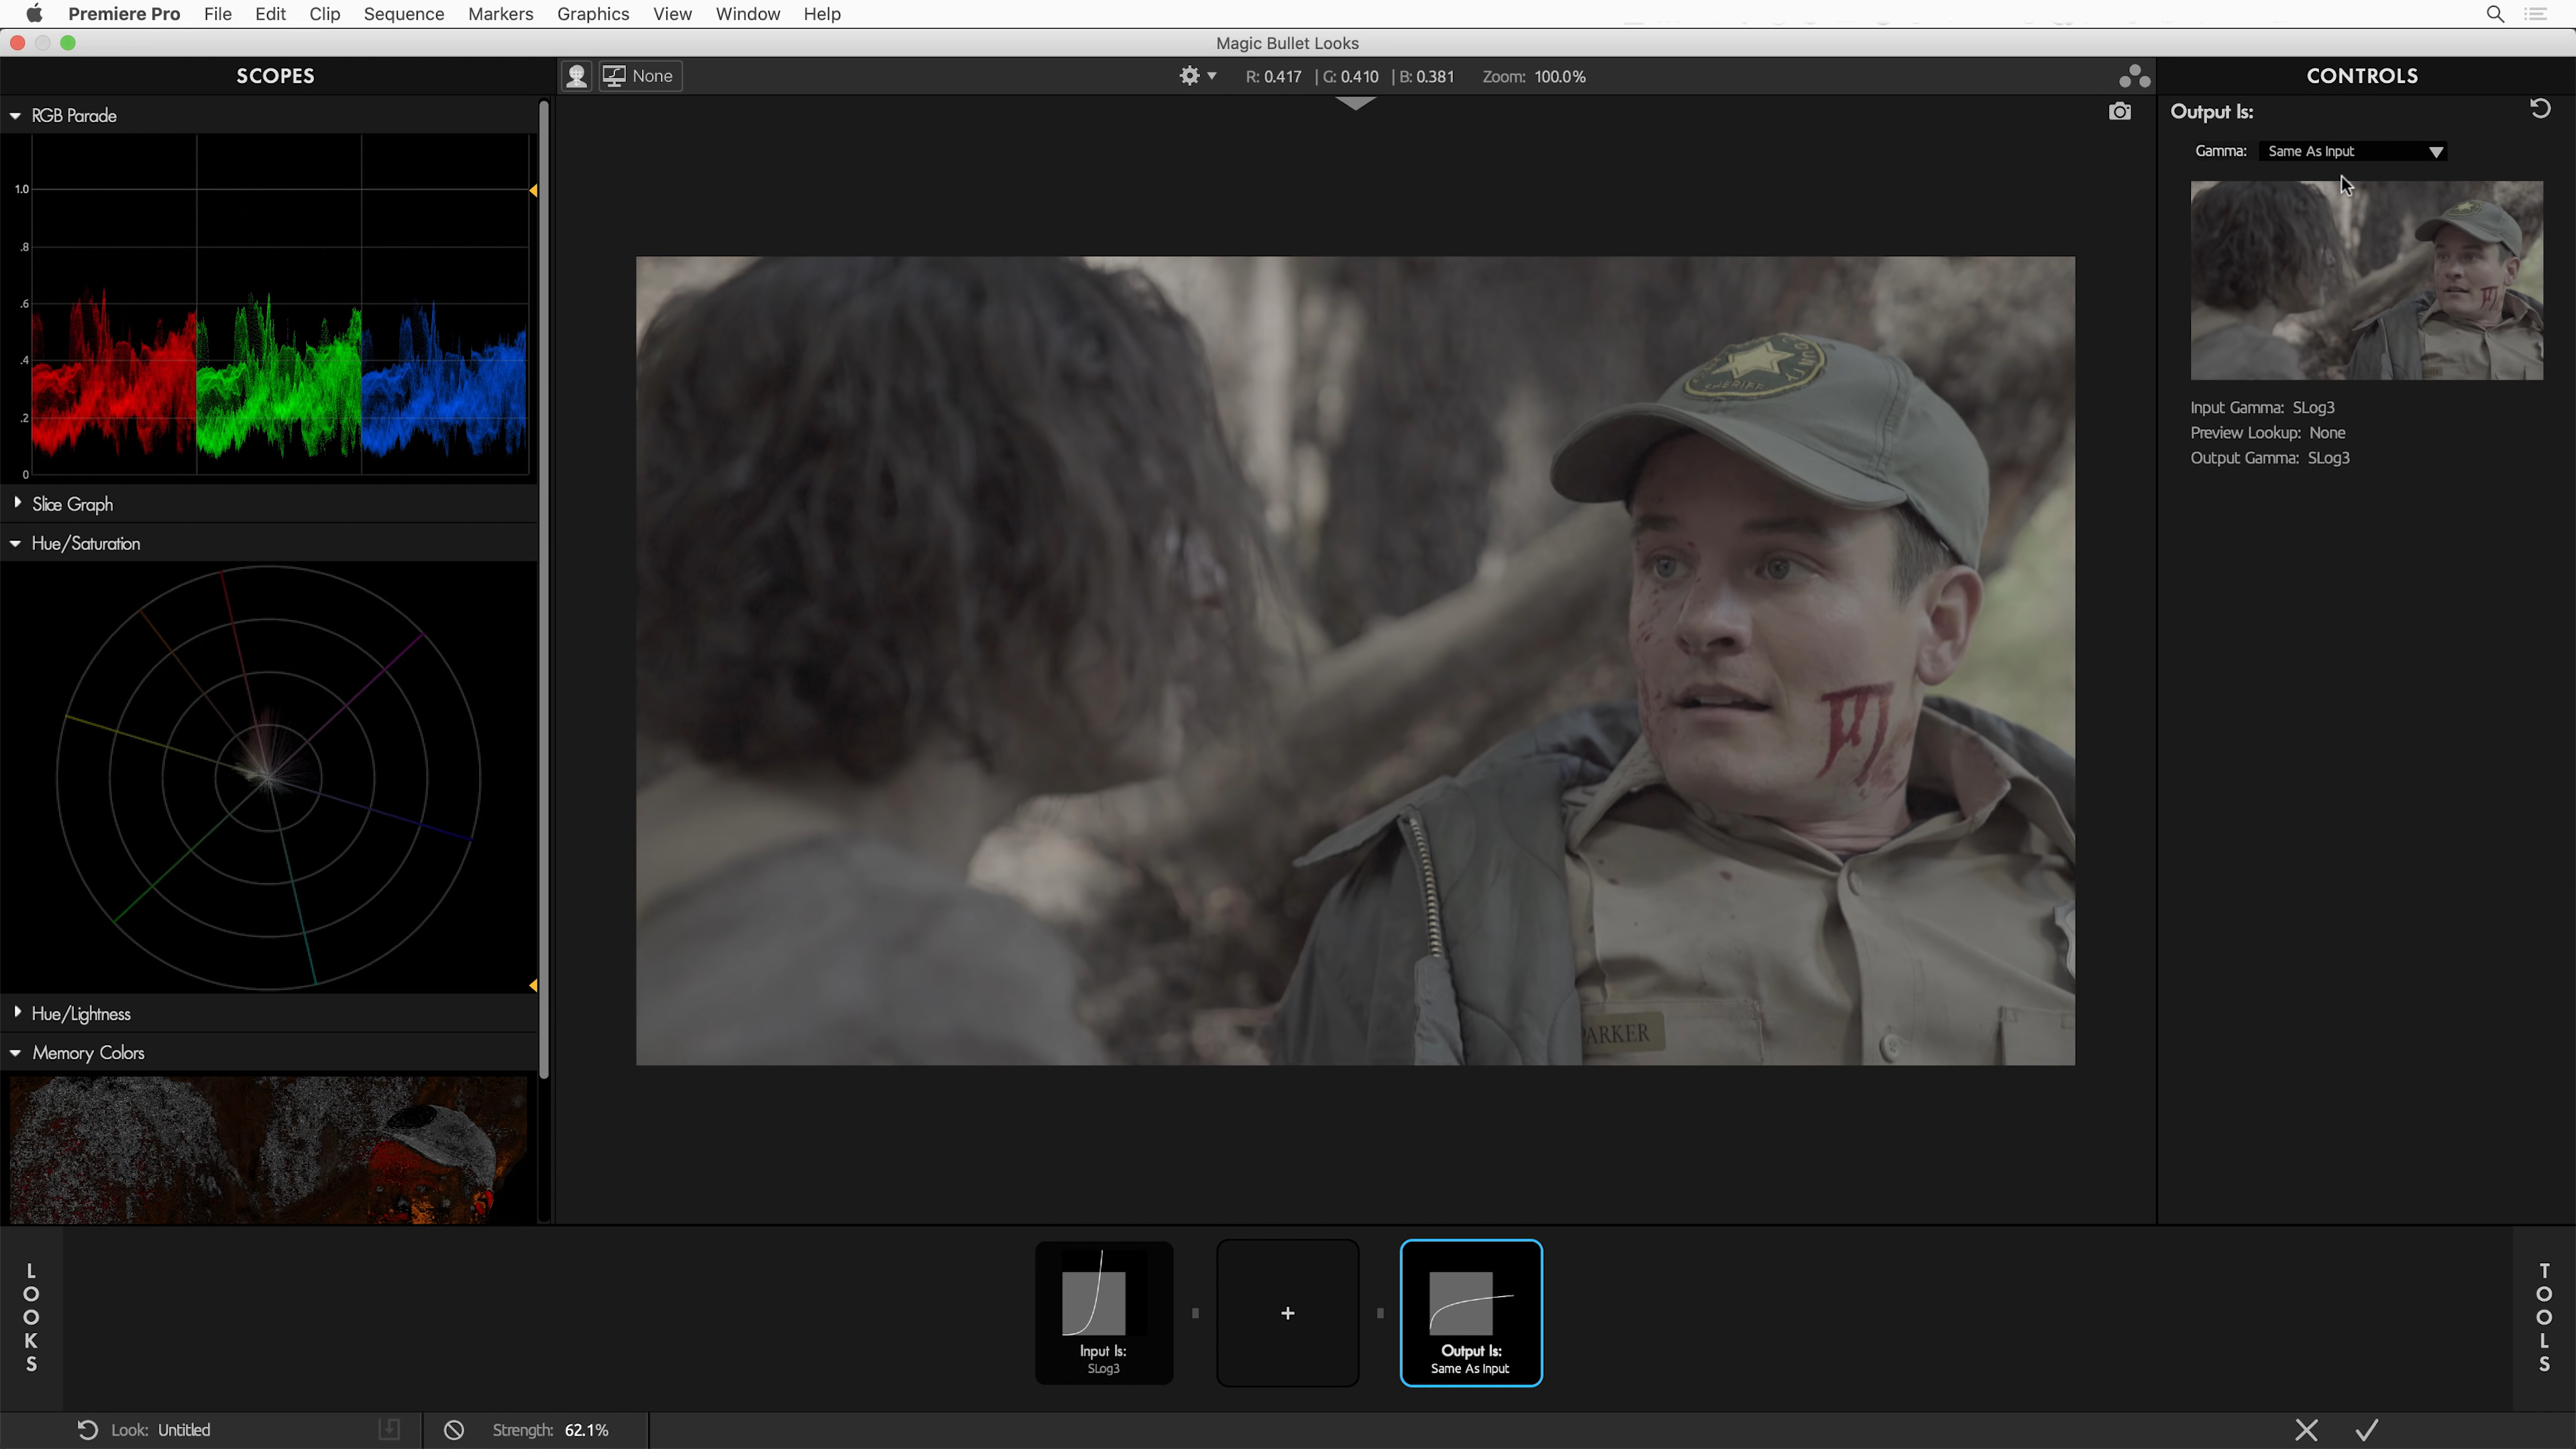 Premiere Pro File Edit Clip Sequence Markers Graphics View Window Help
Magic Bullet Looks
SCOPES
None
R: 0.417 | G: 0.410 | B: 0.381 Zoom: 100.0%
CONTROLS
RGB Parade
1.0
.8
.6
.4
.2
0
Slice Graph
Hue/Saturation
Hue/Lightness
Memory Colors
Output Is:
Gamma: Same As Input
Input Gamma: SLog3
Preview Lookup: None
Output Gamma: SLog3
SHERIFF
PARKER
LOOKS
Input Is:
SLog3
+
Output Is:
Same As Input
TOOLS
Look: Untitled
Strength: 62.1%